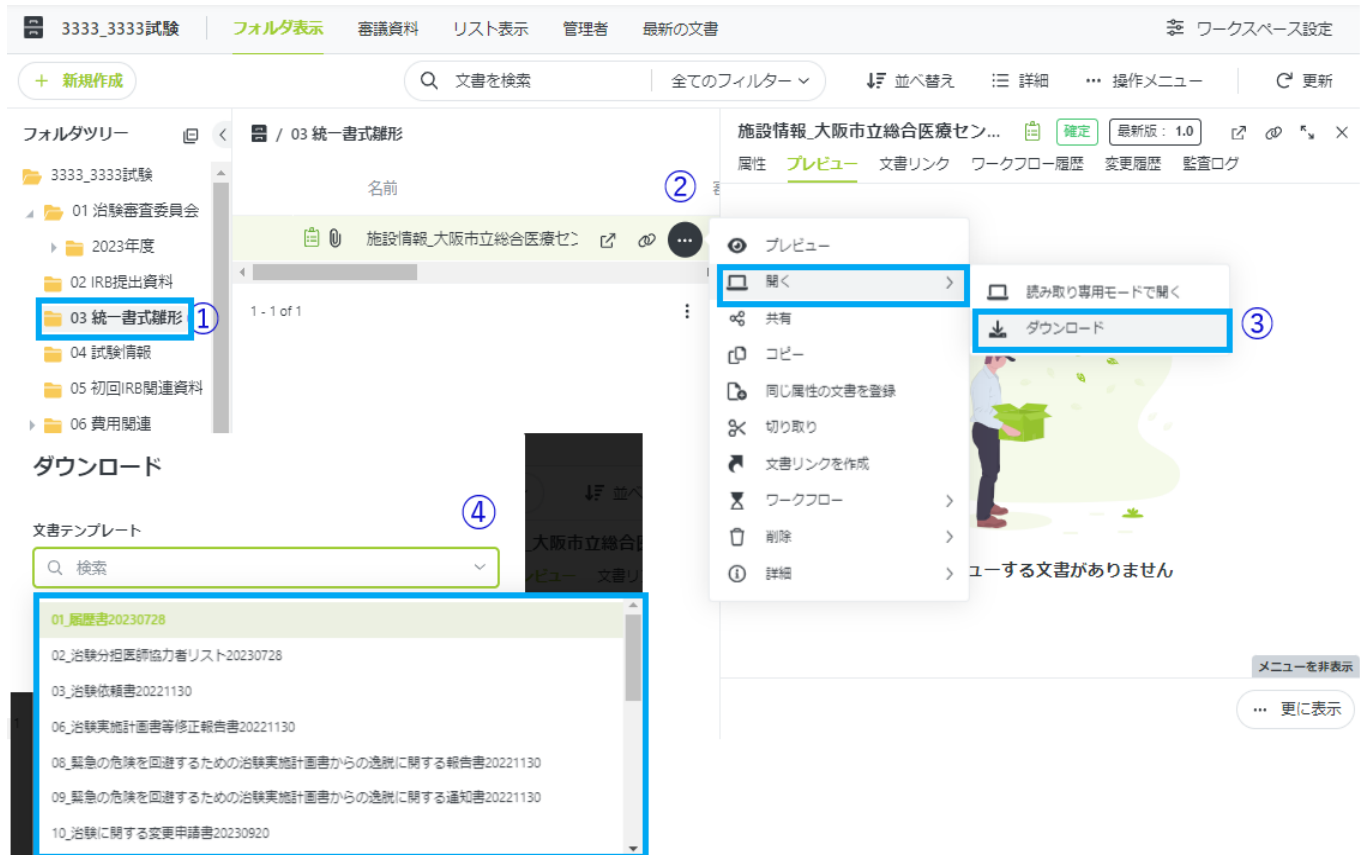 3333_3333試験 フォルダ表示 審議資料 リスト表示 管理者 最新の文書 ワークスペース設定
+ 新規作成 文書を検索 全てのフィルター 並べ替え 詳細 … 操作メニュー 更新
フォルダツリー / 03 統一書式雛形
施設情報_大阪市立総合医療セン... 確定 最新版： 1.0
属性 プレビュー 文書リンク ワークフロー履歴 変更履歴 監査ログ
3333_3333試験
名前 ②
01 治験審査委員会
2023年度
施設情報_大阪市立総合医療セン
02 IRB提出資料
03 統一書式雛形 ①
1 - 1 of 1
04 試験情報
05 初回IRB関連資料
06 費用関連
プレビュー
開く
共有
コピー
同じ属性の文書を登録
切り取り
文書リンクを作成
ワークフロー
削除
詳細
読み取り専用モードで開く
ダウンロード ③
ューする文書がありません
メニューを非表示
… 更に表示
ダウンロード
文書テンプレート ④
検索
並べ
大阪市立総合
ビュー 文書リ
01_履歴書20230728
02_治験分担医師協力者リスト20230728
03_治験依頼書20221130
06_治験実施計画書等修正報告書20221130
08_緊急の危険を回避するための治験実施計画書からの逸脱に関する報告書20221130
09_緊急の危険を回避するための治験実施計画書からの逸脱に関する通知書20221130
10_治験に関する変更申請書20230920